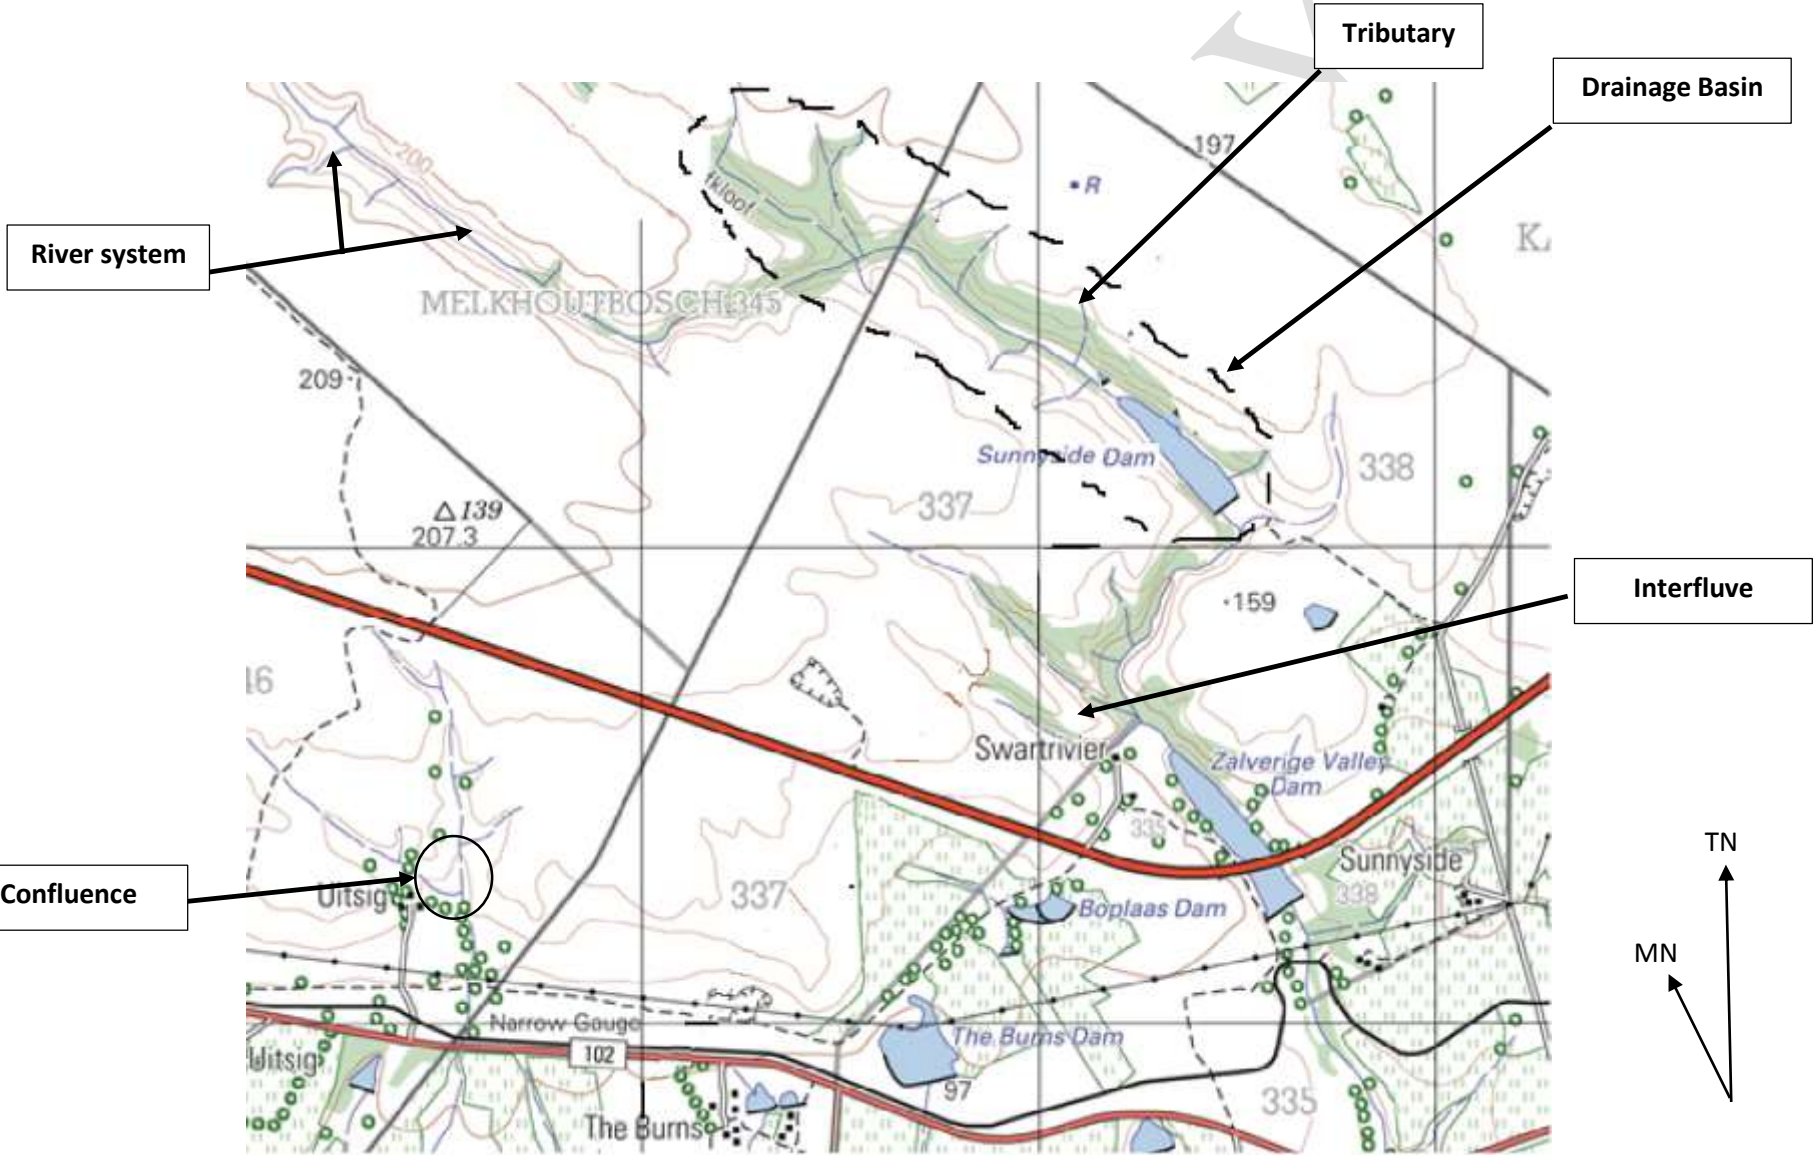 Tributary
Drainage Basin
197
200
R
fkloof
K
River system
MELKHOUTBOSCH 345
209
Sunnyside Dam
338
337
139
207.3
Interfluve
159
16
Swartrivier
Zalverige Valley
Dam
335
TN
Sunnyside
337
338
Confluence
Uitsig
Boplaas Dam
MN
Narrow Gauge
The Burns Dam
102
Uitsig
97
335
The Burns